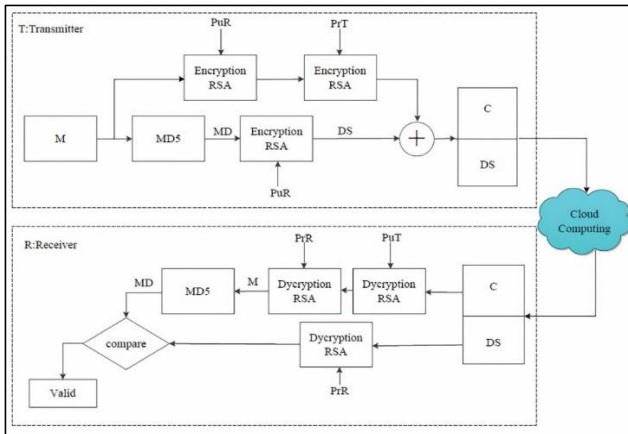 T:Transmitter
PuR
PrT
Encryption
RSA
Encryption
RSA
M
MD5
MD
Encryption
RSA
DS
+
C
DS
PuR
Cloud
Computing
R:Receiver
PrR
PuT
MD
MD5
M
Dycryption
RSA
Dycryption
RSA
C
compare
Dycryption
RSA
DS
PrR
Valid